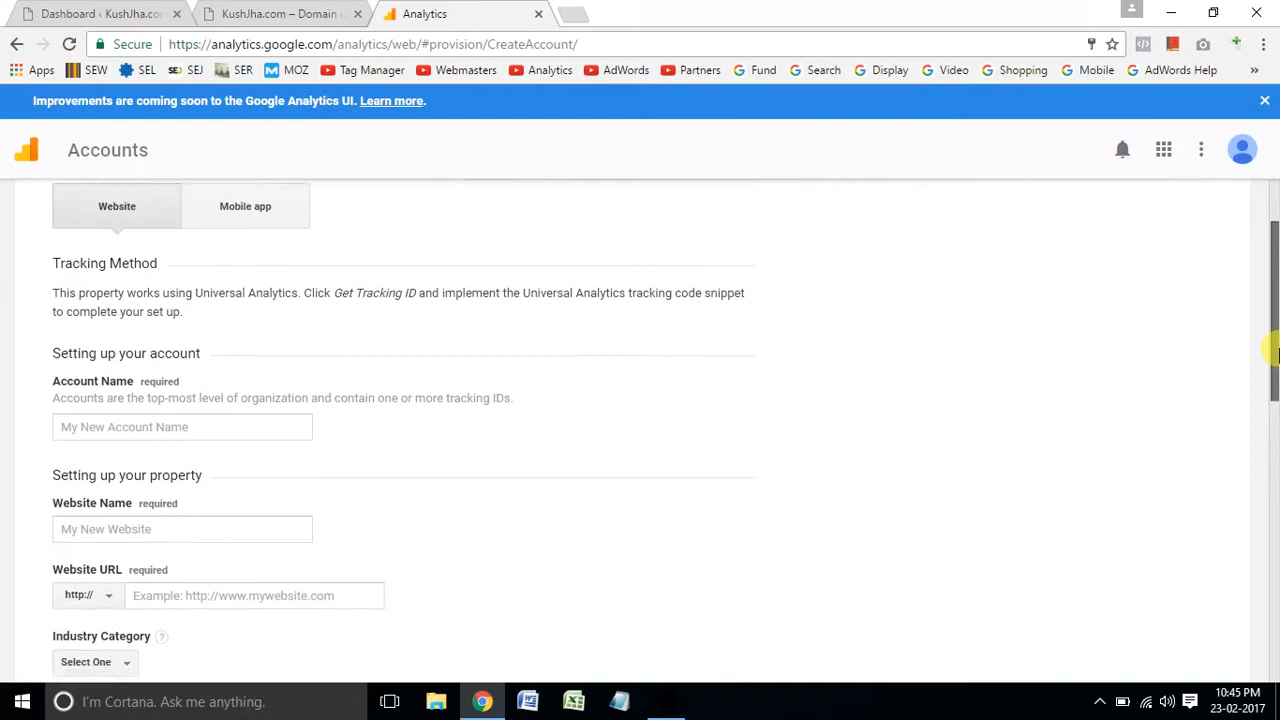 Dashboard ‹ KushJha.co
KushJha.com – Domain
Analytics
Secure
https://analytics.google.com/analytics/web/#provision/CreateAccount/
Apps
SEW
SEL
SEJ
SER
MOZ
Tag Manager
Webmasters
Analytics
AdWords
Partners
Fund
Search
Display
Video
Shopping
Mobile
AdWords Help
»
Improvements are coming soon to the Google Analytics UI. Learn more.
Accounts
Website
Mobile app
Tracking Method
This property works using Universal Analytics. Click Get Tracking ID and implement the Universal Analytics tracking code snippet
to complete your set up.
Setting up your account
Account Name required
Accounts are the top-most level of organization and contain one or more tracking IDs.
My New Account Name
Setting up your property
Website Name required
My New Website
Website URL required
http://
Example: http://www.mywebsite.com
Industry Category ?
Select One
I'm Cortana. Ask me anything.
10:45 PM
23-02-2017